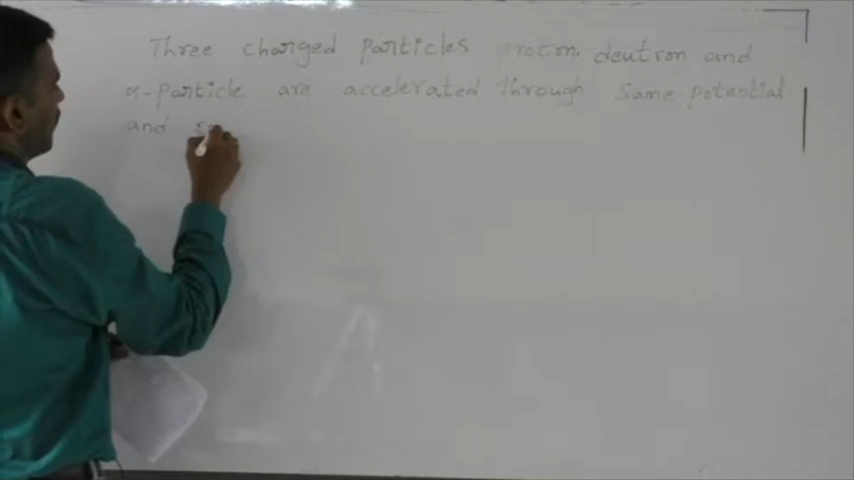 Three charged particles proton, deutron and
α-particle are accelerated through same potential
and